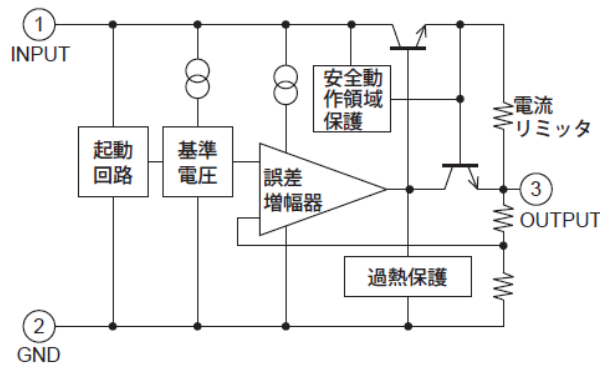 1
INPUT
安全動
作領域
保護
電流
リミッタ
起動
回路
基準
電圧
誤差
増幅器
3
OUTPUT
過熱保護
2
GND